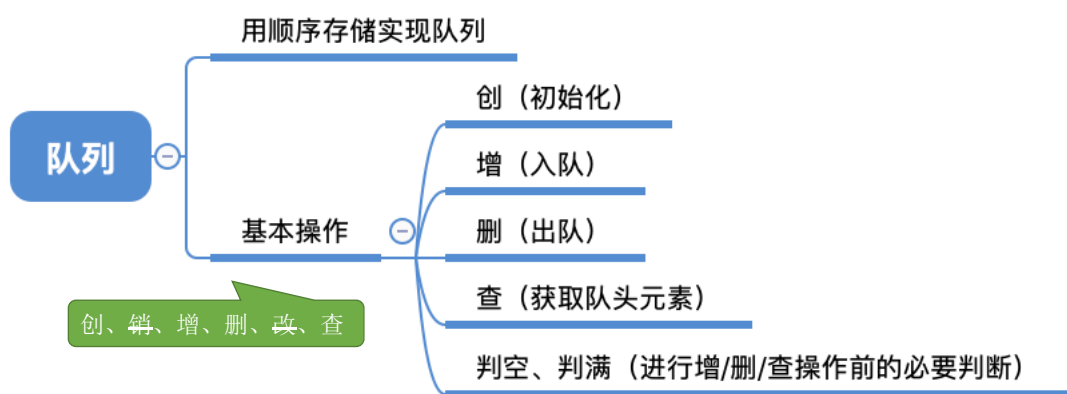 用顺序存储实现队列
创（初始化）
增（入队）
队列
基本操作
删（出队）
查（获取队头元素）
创、销、增、删、改、查
判空、判满（进行增/删/查操作前的必要判断）